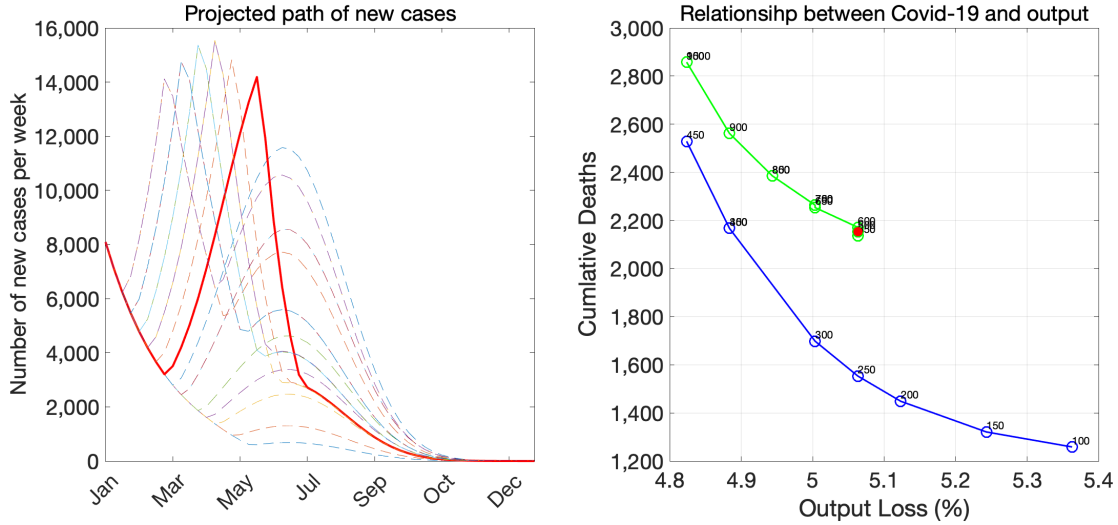 Projected path of new cases
Number of new cases per week
16,000
14,000
12,000
10,000
8,000
6,000
4,000
2,000
0
Jan
Mar
May
Jul
Sep
Oct
Dec
Relationsihp between Covid-19 and output
Cumlative Deaths
3,000
2,800
2,600
2,400
2,200
2,000
1,800
1,600
1,400
1,200
900
600
450
300
250
200
150
100
4.8
4.9
5
5.1
5.2
5.3
5.4
Output Loss (%)